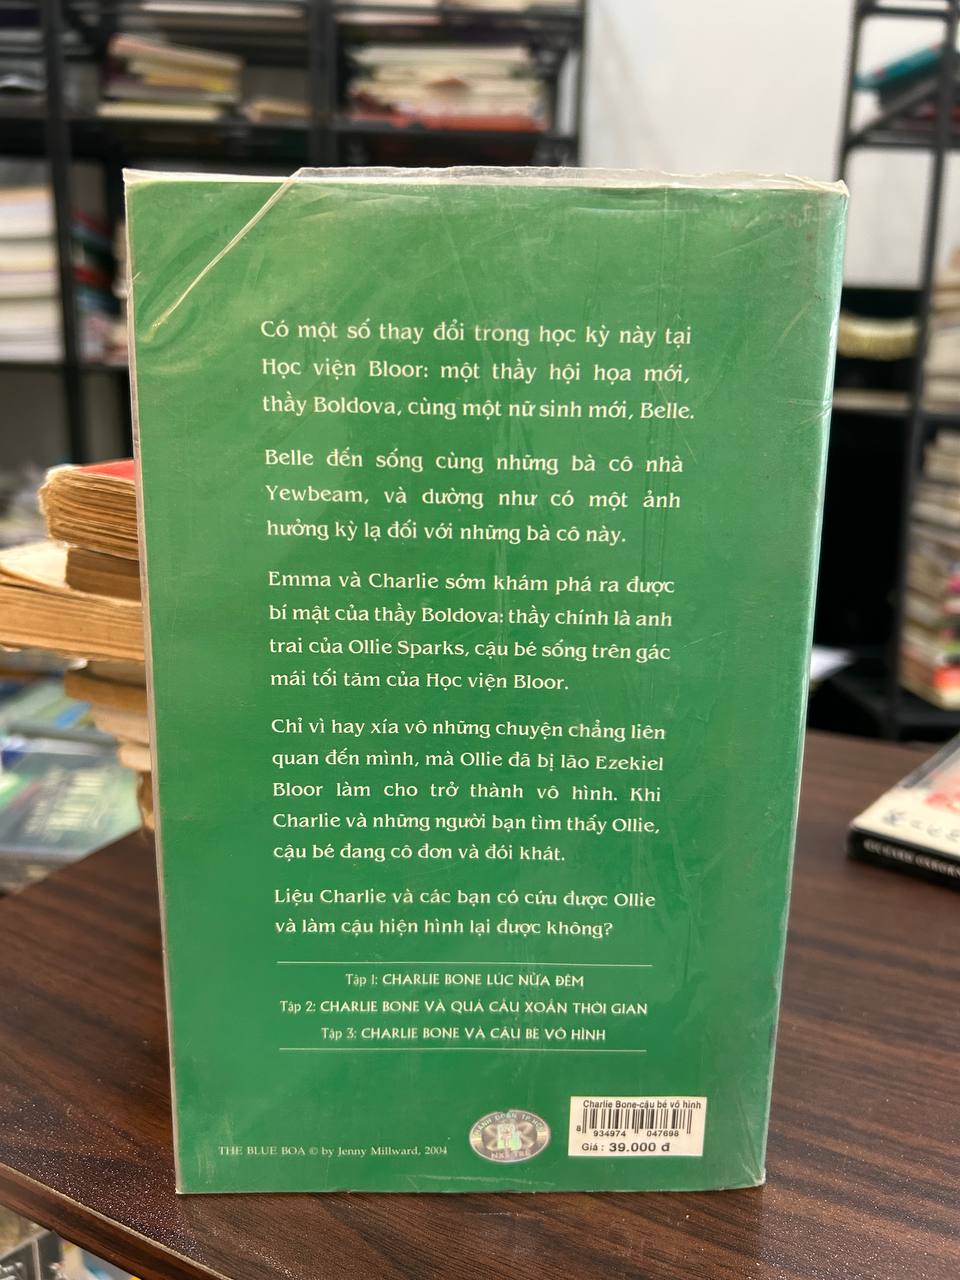 Có một số thay đổi trong học kỳ này tại
Học viện Bloor: một thầy hội họa mới,
thầy Boldova, cùng một nữ sinh mới, Belle.
Belle đến sống cùng những bà cô nhà
Yewbeam, và dường như có một ảnh
hưởng kỳ lạ đối với những bà cô này.
Emma và Charlie sớm khám phá ra được
bí mật của thầy Boldova: thầy chính là anh
trai của Ollie Sparks, cậu bé sống trên gác
mái tối tăm của Học viện Bloor.
Chỉ vì hay xía vô những chuyện chẳng liên
quan đến mình, mà Ollie đã bị lão Ezekiel
Bloor làm cho trở thành vô hình. Khi
Charlie và những người bạn tìm thấy Ollie,
cậu bé đang cô đơn và đói khát.
Liệu Charlie và các bạn có cứu được Ollie
và làm cậu hiện hình lại được không?
Tập 1: CHARLIE BONE LÚC NỬA ĐÊM
Tập 2: CHARLIE BONE VÀ QUẢ CẦU XOẮN THỜI GIAN
Tập 3: CHARLIE BONE VÀ CẬU BÉ VÔ HÌNH
THE BLUE BOA © by Jenny Millward, 2004
Charlie Bone-cậu bé vô hình
8 934974 047698
Giá : 39.000 đ